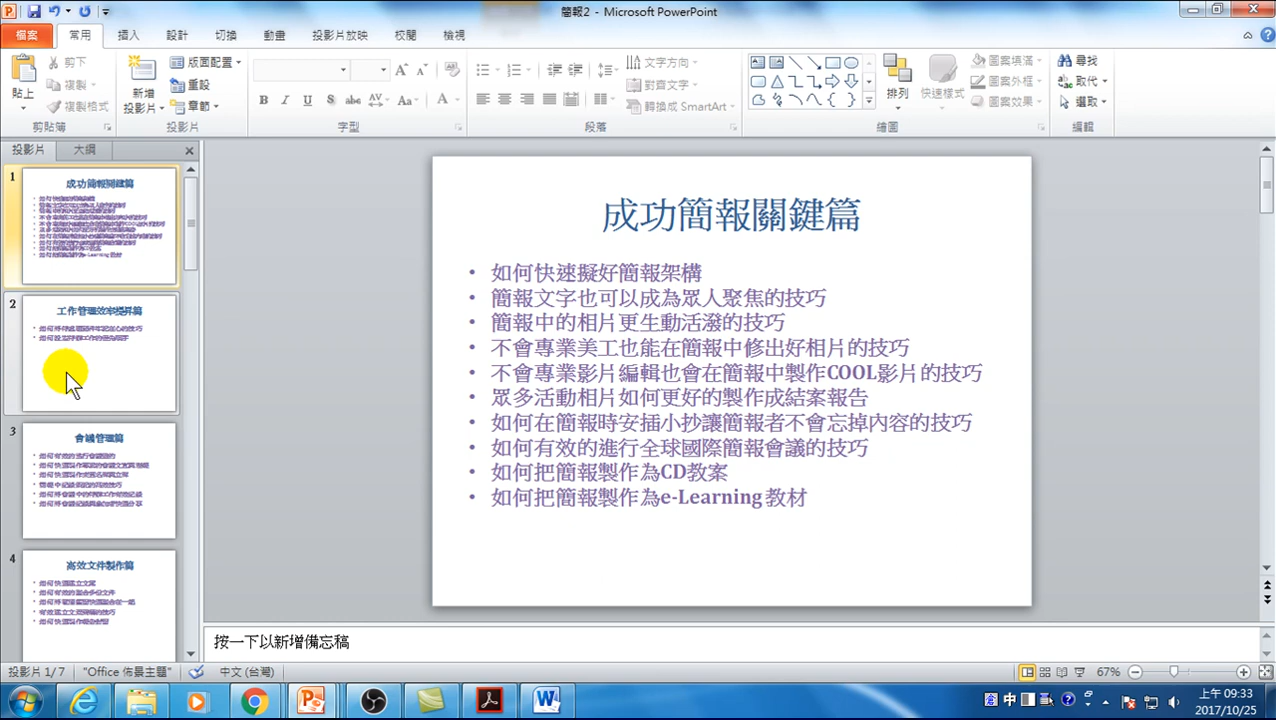 簡報2 - Microsoft PowerPoint
檔案 常用 插入 設計 切換 動畫 投影片放映 校閱 檢視
貼上 剪下 複製 複製格式 剪貼簿
新增投影片 版面配置 重設 章節 投影片
B I U S abc AV Aa A 字型
文字方向 對齊文字 轉換成 SmartArt 段落
排列 快速樣式 圖案填滿 圖案外框 圖案效果 繪圖
尋找 取代 選取 編輯
投影片 大綱
1
成功簡報關鍵篇
2
工作管理效率提昇篇
3
會議管理篇
4
高效文件製作篇
成功簡報關鍵篇
• 如何快速擬好簡報架構
• 簡報文字也可以成為眾人聚焦的技巧
• 簡報中的相片更生動活潑的技巧
• 不會專業美工也能在簡報中修出好相片的技巧
• 不會專業影片編輯也會在簡報中製作COOL影片的技巧
• 眾多活動相片如何更好的製作成結案報告
• 如何在簡報時安插小抄讓簡報者不會忘掉內容的技巧
• 如何有效的進行全球國際簡報會議的技巧
• 如何把簡報製作為CD教案
• 如何把簡報製作為e-Learning 教材
按一下以新增備忘稿
投影片 1/7 "Office 佈景主題" 中文 (台灣) 67%
中 上午 09:33
2017/10/25